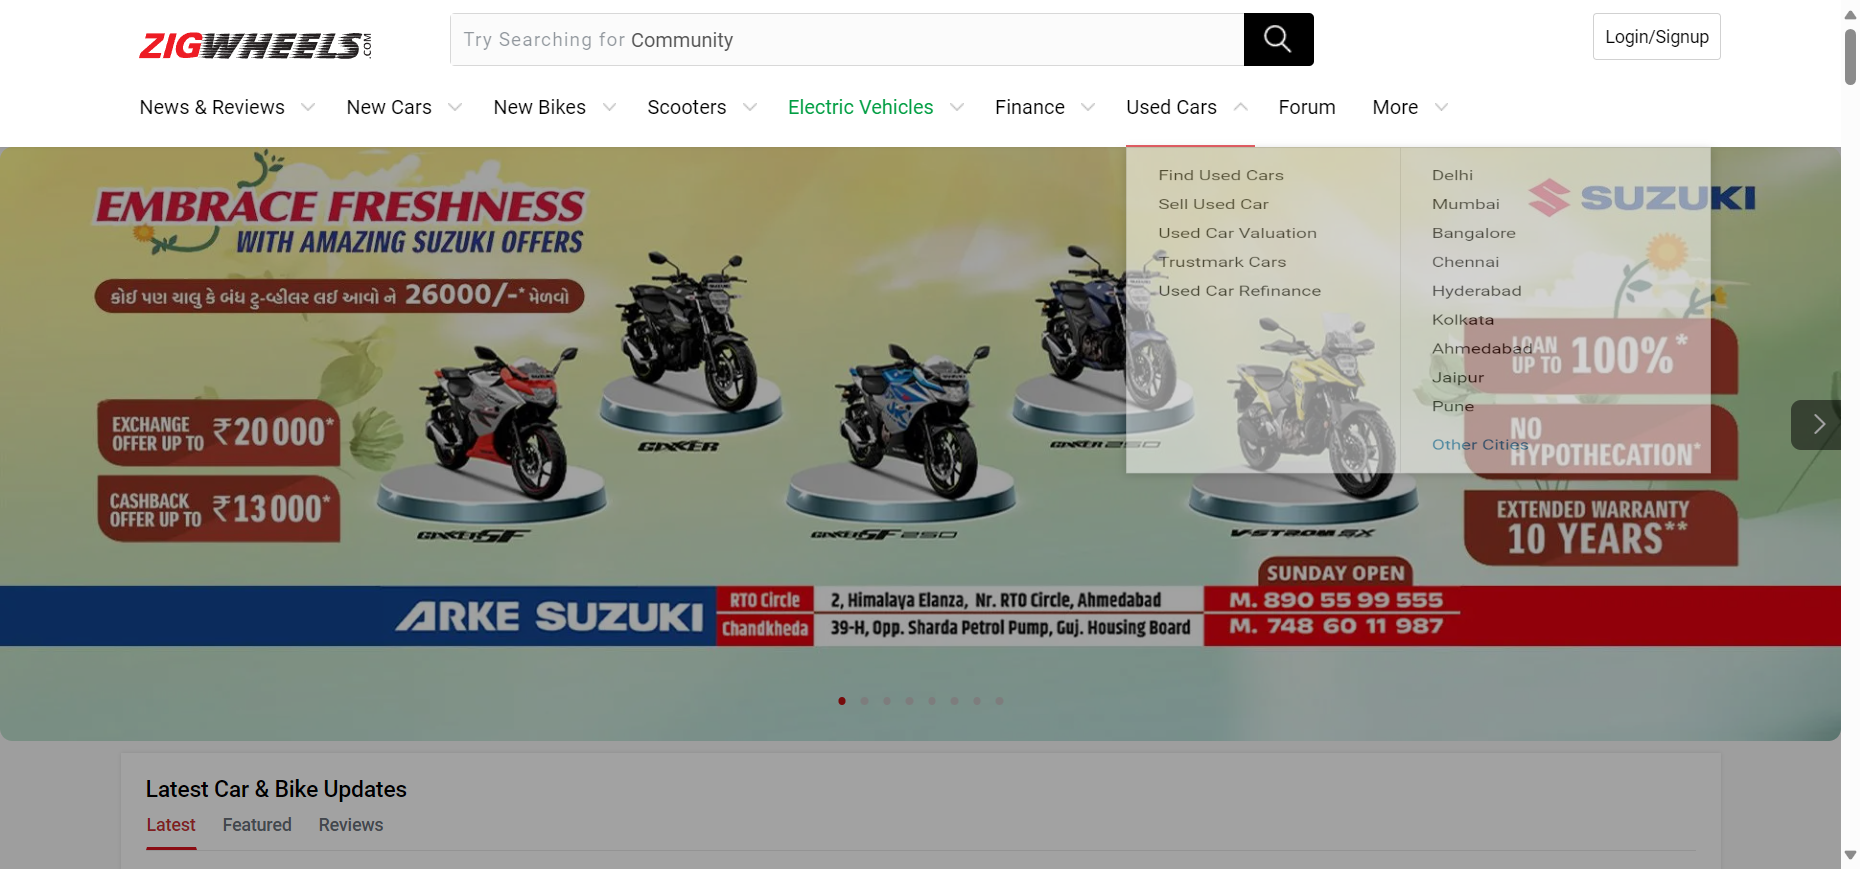 ZIGWHEELS.COM
Try Searching for Community
Login/Signup
News & Reviews
New Cars
New Bikes
Scooters
Electric Vehicles
Finance
Used Cars
Forum
More
Find Used Cars
Sell Used Car
Used Car Valuation
Trustmark Cars
Used Car Refinance
Delhi
Mumbai
Bangalore
Chennai
Hyderabad
Kolkata
Ahmedabad
Jaipur
Pune
Other Cities
EMBRACE FRESHNESS
WITH AMAZING SUZUKI OFFERS
કોઈ પણ ચાલુ કે બંધ ટુ-વ્હીલર લઈ આવો ને 26000/-* મેળવો
SUZUKI
EXCHANGE
OFFER UP TO ₹20000*
CASHBACK
OFFER UP TO ₹13000*
GIXXER
GIXXER 250
GIXXER SF
GIXXER SF 250
V-STROM SX
LOAN
UP TO 100%*
NO
HYPOTHECATION*
EXTENDED WARRANTY
10 YEARS**
SUNDAY OPEN
ARKE SUZUKI
RTO Circle
2, Himalaya Elanza, Nr. RTO Circle, Ahmedabad
M. 890 55 99 555
Chandkheda
39-H, Opp. Sharda Petrol Pump, Guj. Housing Board
M. 748 60 11 987
Latest Car & Bike Updates
Latest
Featured
Reviews